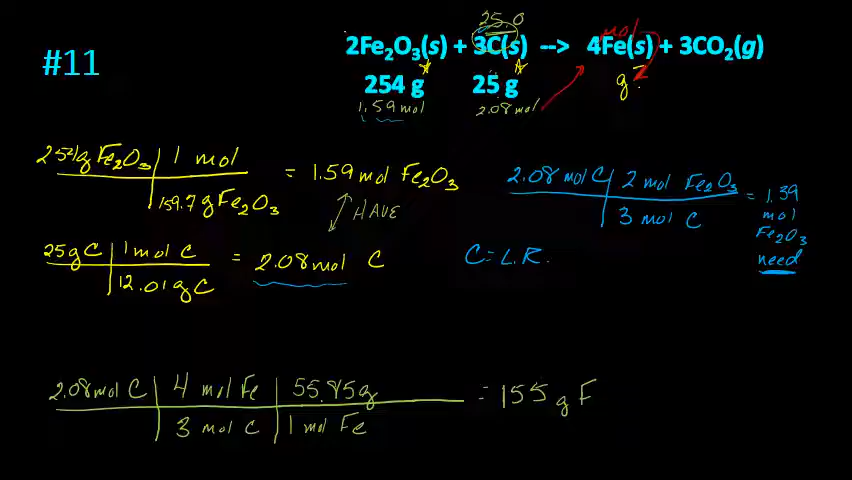 25.0
mol
#11
2Fe₂O₃(s) + 3C(s) --> 4Fe(s) + 3CO₂(g)
254 g 25 g g
1.59 mol 2.08 mol
254g Fe₂O₃ 1 mol = 1.59 mol Fe₂O₃
159.7 g Fe₂O₃
HAVE
2.08 mol C 2 mol Fe₂O₃ = 1.39 mol Fe₂O₃ need
3 mol C
25g C 1 mol C = 2.08 mol C
12.01 g C
C = L.R.
2.08 mol C 4 mol Fe 55.85g = 155 g F
3 mol C 1 mol Fe